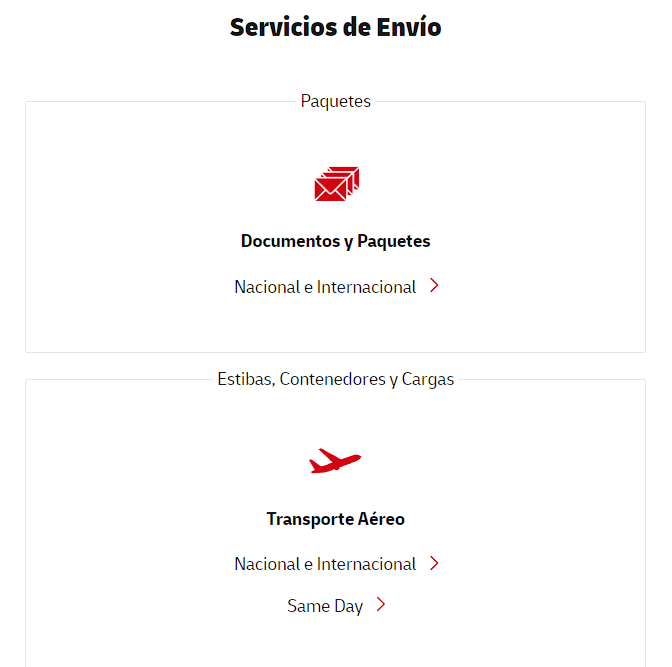 Servicios de Envío
Paquetes
Documentos y Paquetes
Nacional e Internacional
Estibas, Contenedores y Cargas
Transporte Aéreo
Nacional e Internacional
Same Day